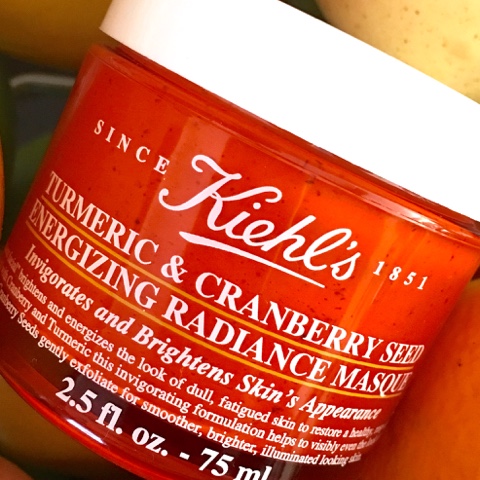 SINCE Kiehl's 1851
TURMERIC & CRANBERRY SEED
ENERGIZING RADIANCE MASQUE
Invigorates and Brightens Skin's Appearance
brightens and energizes the look of dull, fatigued skin to restore a healthy,
Cranberry and Turmeric this invigorating formulation helps to visibly even the
Seeds gently exfoliate for smoother, brighter, illuminated looking skin.
2.5 fl. oz. - 75 ml